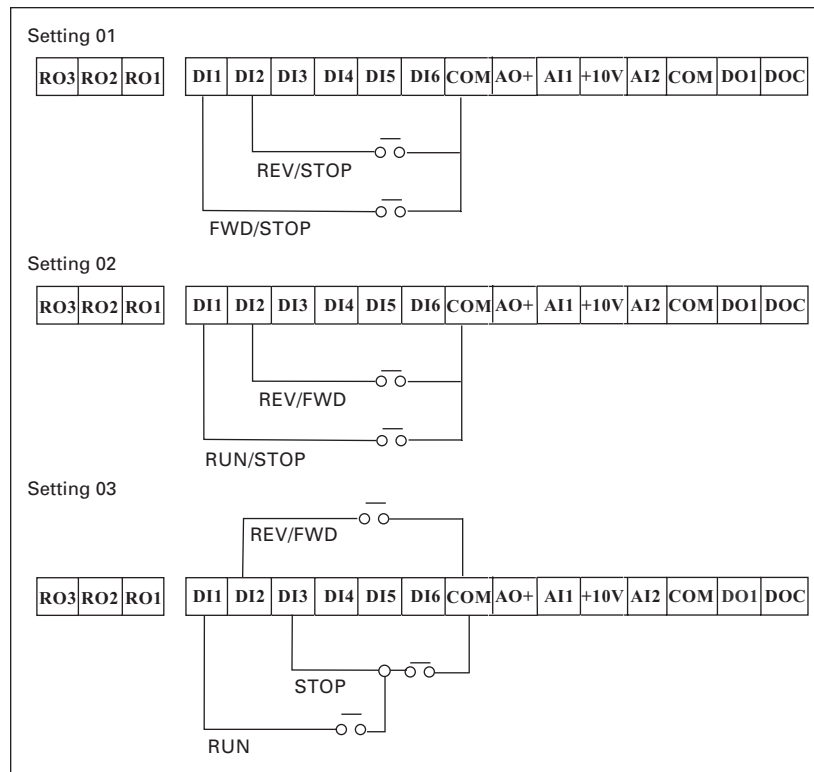 Setting 01
RO3 RO2 RO1 DI1 DI2 DI3 DI4 DI5 DI6 COM AO+ AI1 +10V AI2 COM DO1 DOC
REV/STOP
FWD/STOP
Setting 02
RO3 RO2 RO1 DI1 DI2 DI3 DI4 DI5 DI6 COM AO+ AI1 +10V AI2 COM DO1 DOC
REV/FWD
RUN/STOP
Setting 03
REV/FWD
RO3 RO2 RO1 DI1 DI2 DI3 DI4 DI5 DI6 COM AO+ AI1 +10V AI2 COM DO1 DOC
STOP
RUN